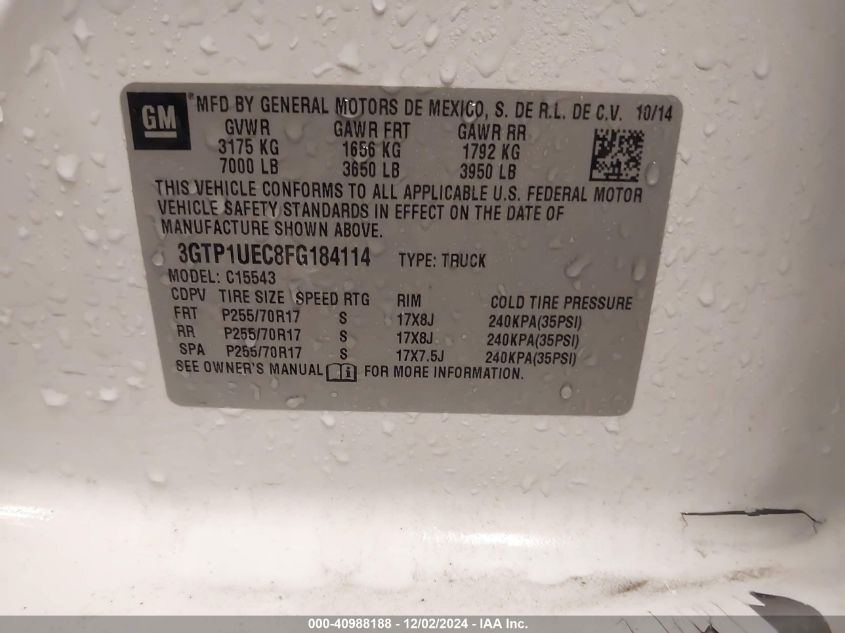 GM
*MFD BY GENERAL MOTORS DE MEXICO, S. DE R.L. DE C.V. 10/14
GVWR GAWR FRT GAWR RR
3175 KG 1656 KG 1792 KG
7000 LB 3650 LB 3950 LB
THIS VEHICLE CONFORMS TO ALL APPLICABLE U.S. FEDERAL MOTOR
VEHICLE SAFETY STANDARDS IN EFFECT ON THE DATE OF
MANUFACTURE SHOWN ABOVE.
3GTP1UEC8FG184114 TYPE: TRUCK
MODEL: C15543
CDPV TIRE SIZE SPEED RTG RIM COLD TIRE PRESSURE
FRT P255/70R17 S 17X8J 240KPA(35PSI)
RR P255/70R17 S 17X8J 240KPA(35PSI)
SPA P255/70R17 S 17X7.5J 240KPA(35PSI)
SEE OWNER'S MANUAL i FOR MORE INFORMATION.
000-40988188 - 12/02/2024 - IAA Inc.